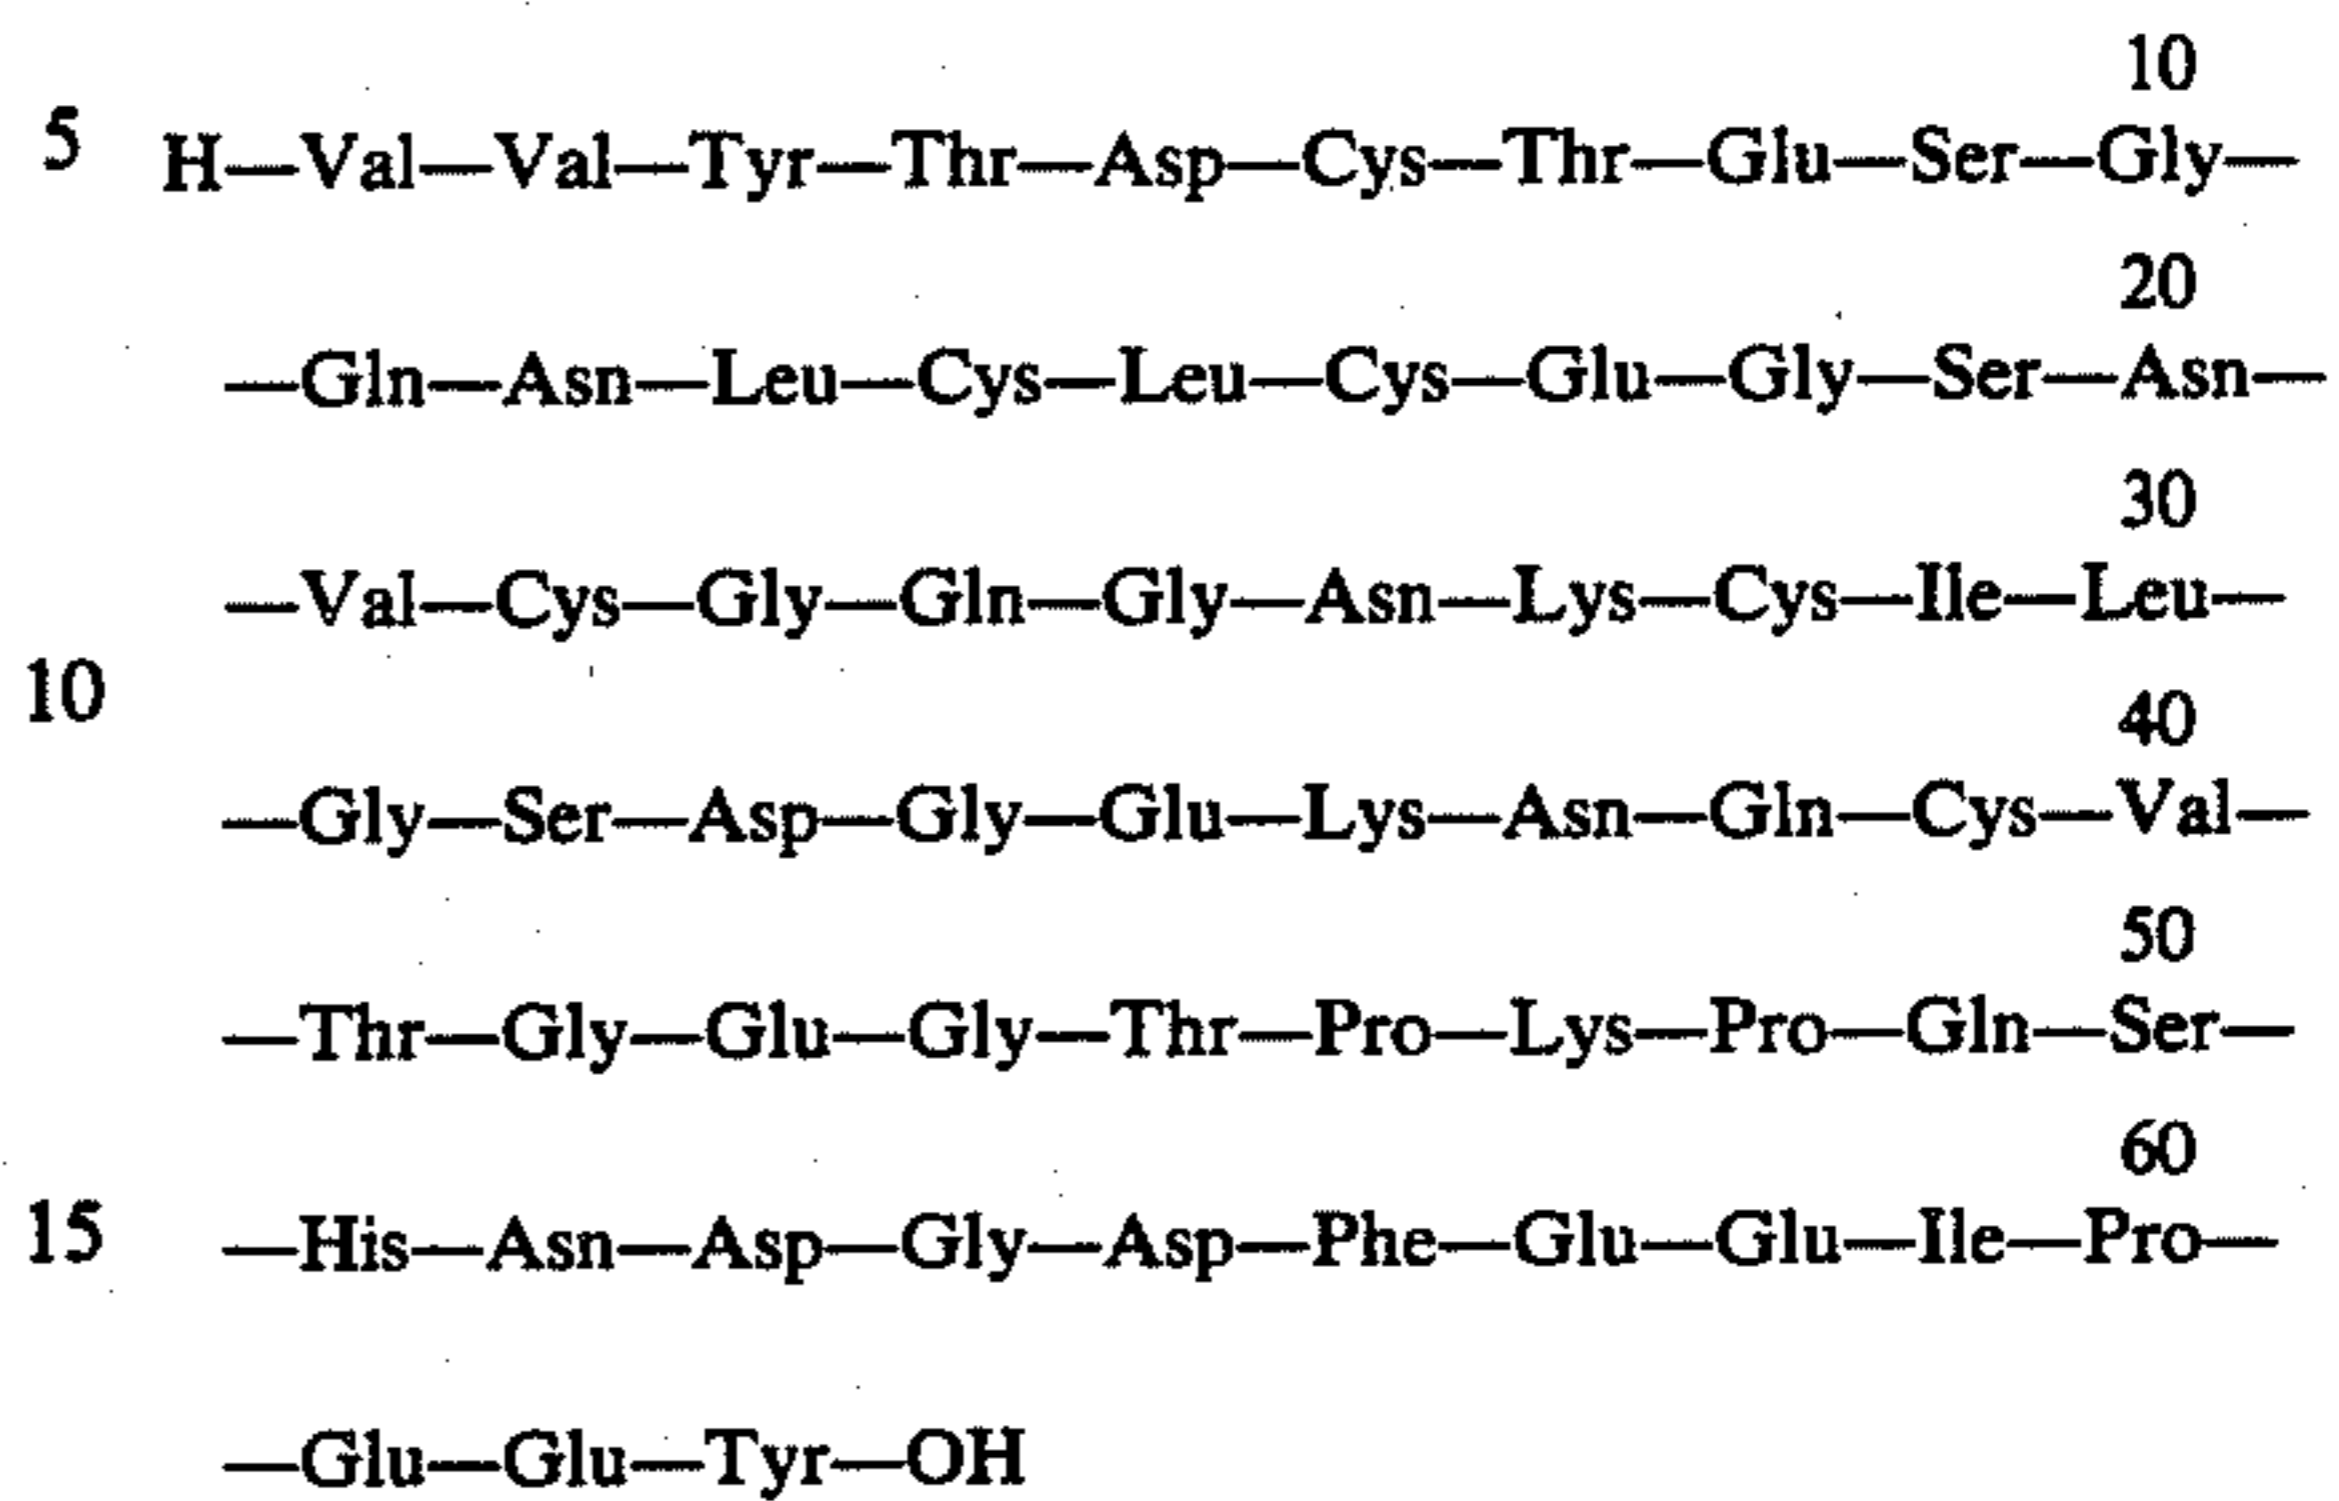 10
5 H—Val—Val—Tyr—Thr—Asp—Cys—Thr—Glu—Ser—Gly—
20
—Gln—Asn—Leu—Cys—Leu—Cys—Glu—Gly—Ser—Asn—
30
—Val—Cys—Gly—Gln—Gly—Asn—Lys—Cys—Ile—Leu—
10
40
—Gly—Ser—Asp—Gly—Glu—Lys—Asn—Gln—Cys—Val—
50
—Thr—Gly—Glu—Gly—Thr—Pro—Lys—Pro—Gln—Ser—
60
15 —His—Asn—Asp—Gly—Asp—Phe—Glu—Glu—Ile—Pro—
—Glu—Glu—Tyr—OH